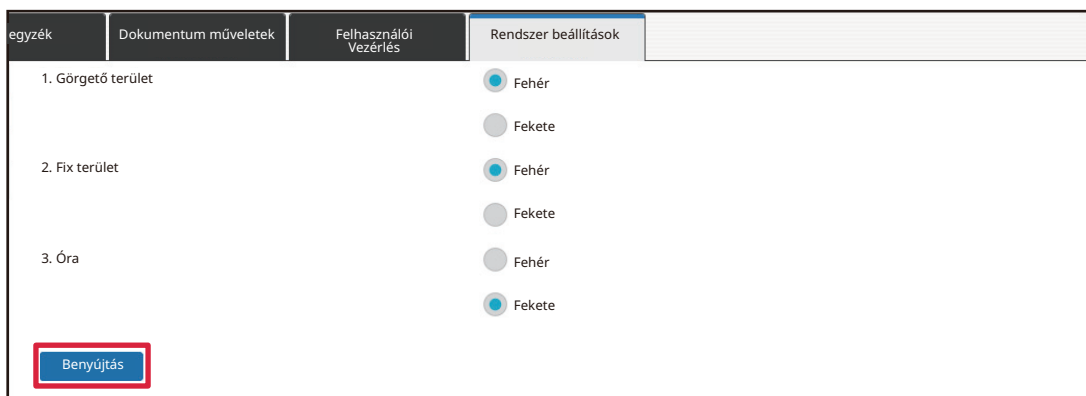 egyzék
Dokumentum műveletek
Felhasználói
Vezérlés
Rendszer beállítások
1. Görgető terület
Fehér
Fekete
2. Fix terület
Fehér
Fekete
3. Óra
Fehér
Fekete
Benyújtás